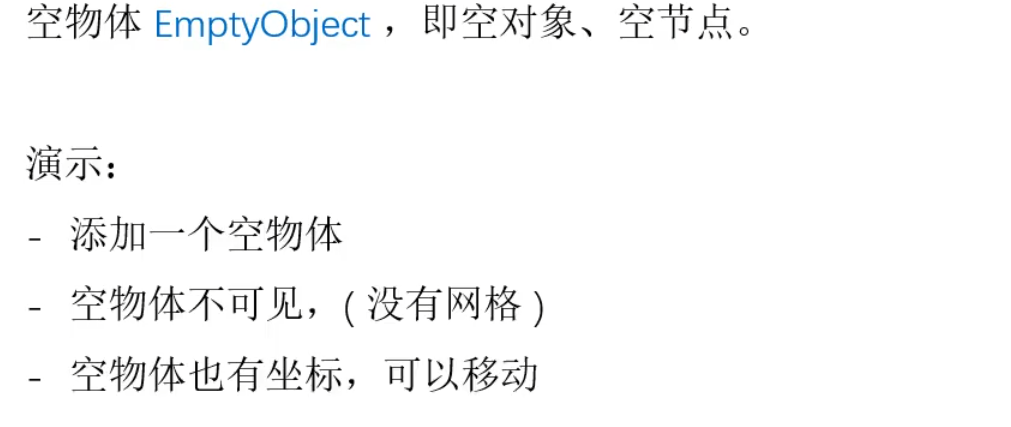 空物体 EmptyObject ，即空对象、空节点。
演示：
- 添加一个空物体
- 空物体不可见，( 没有网格 )
- 空物体也有坐标，可以移动